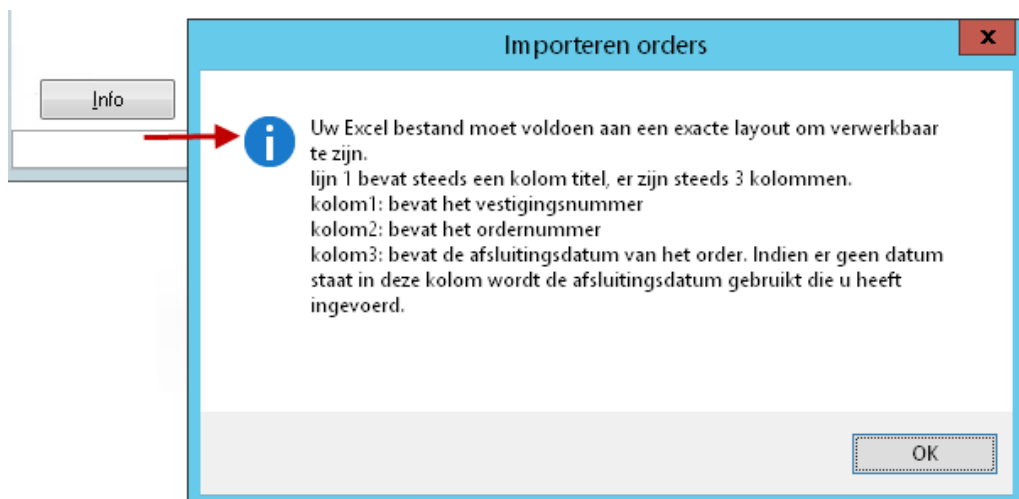 Importeren orders
x
Info
i
Uw Excel bestand moet voldoen aan een exacte layout om verwerkbaar
te zijn.
lijn 1 bevat steeds een kolom titel, er zijn steeds 3 kolommen.
kolom1: bevat het vestigingsnummer
kolom2: bevat het ordernummer
kolom3: bevat de afsluitingsdatum van het order. Indien er geen datum
staat in deze kolom wordt de afsluitingsdatum gebruikt die u heeft
ingevoerd.
OK